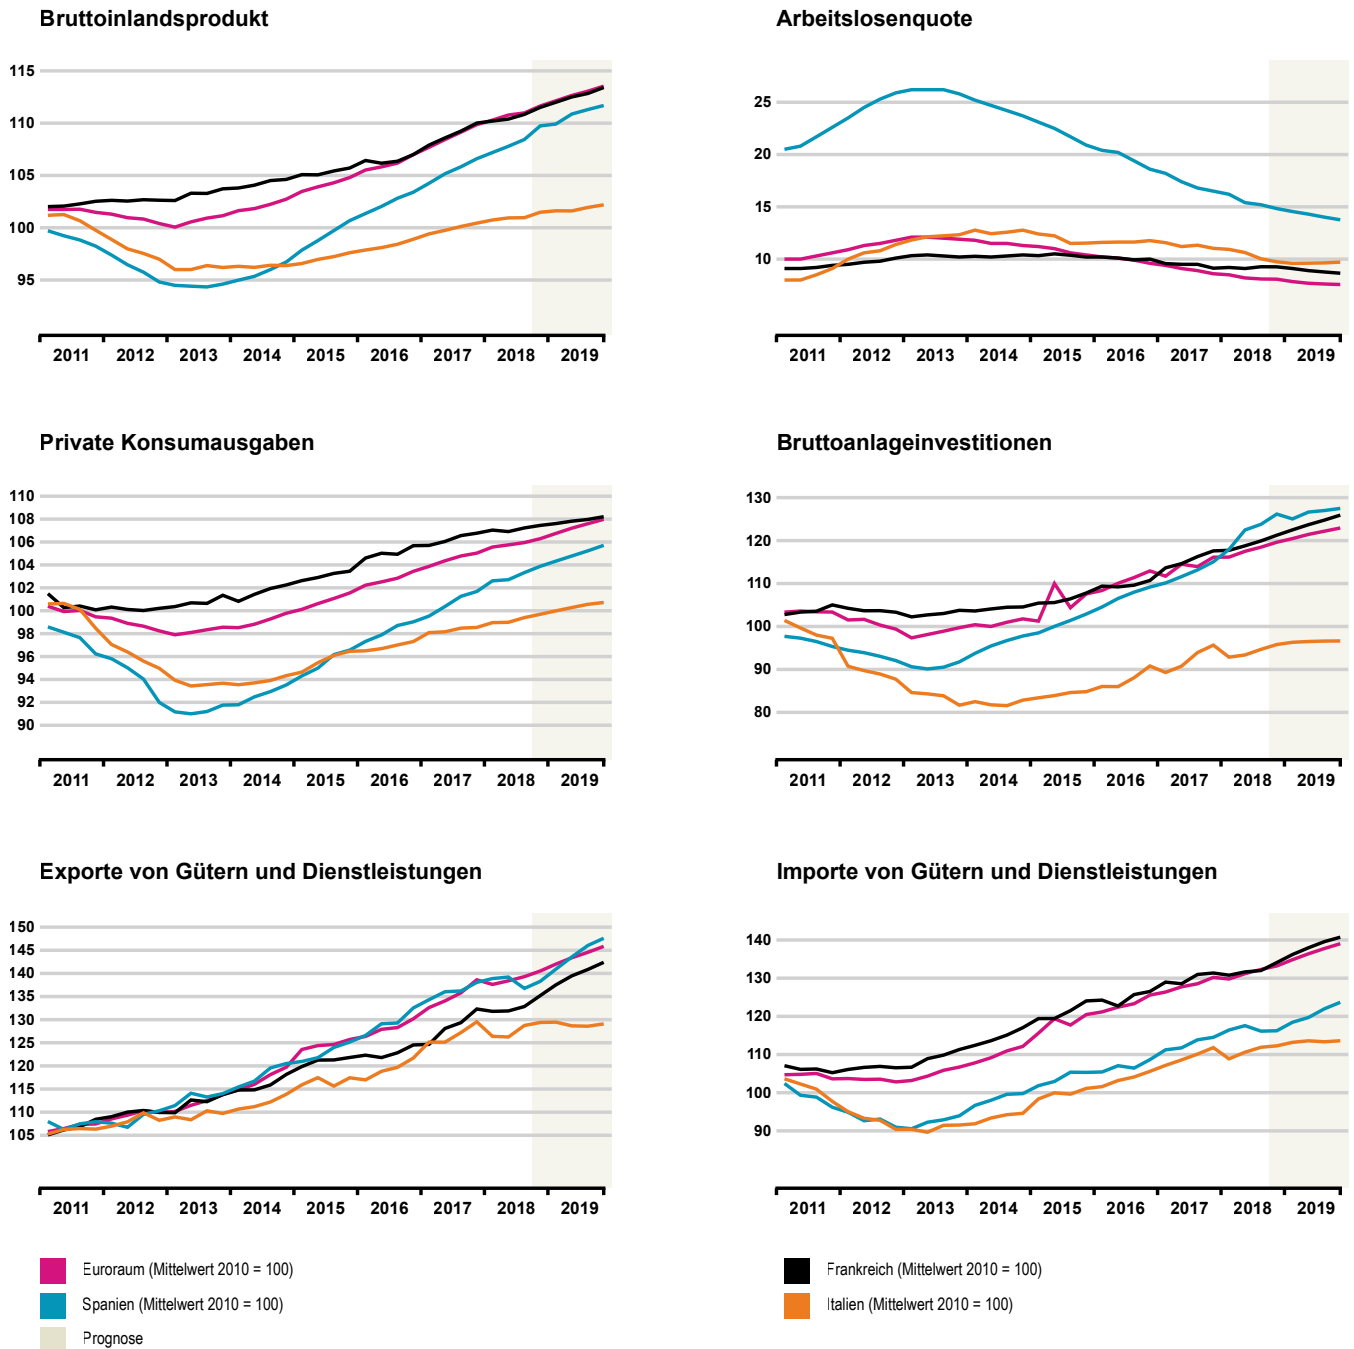 Bruttoinlandsprodukt
115
110
105
100
95
2011 2012 2013 2014 2015 2016 2017 2018 2019
Arbeitslosenquote
25
20
15
10
2011 2012 2013 2014 2015 2016 2017 2018 2019
Private Konsumausgaben
110
108
106
104
102
100
98
96
94
92
90
2011 2012 2013 2014 2015 2016 2017 2018 2019
Bruttoanlageinvestitionen
130
120
110
100
90
80
2011 2012 2013 2014 2015 2016 2017 2018 2019
Exporte von Gütern und Dienstleistungen
150
145
140
135
130
125
120
115
110
105
2011 2012 2013 2014 2015 2016 2017 2018 2019
Importe von Gütern und Dienstleistungen
140
130
120
110
100
90
2011 2012 2013 2014 2015 2016 2017 2018 2019
Euroraum (Mittelwert 2010 = 100)
Spanien (Mittelwert 2010 = 100)
Prognose
Frankreich (Mittelwert 2010 = 100)
Italien (Mittelwert 2010 = 100)